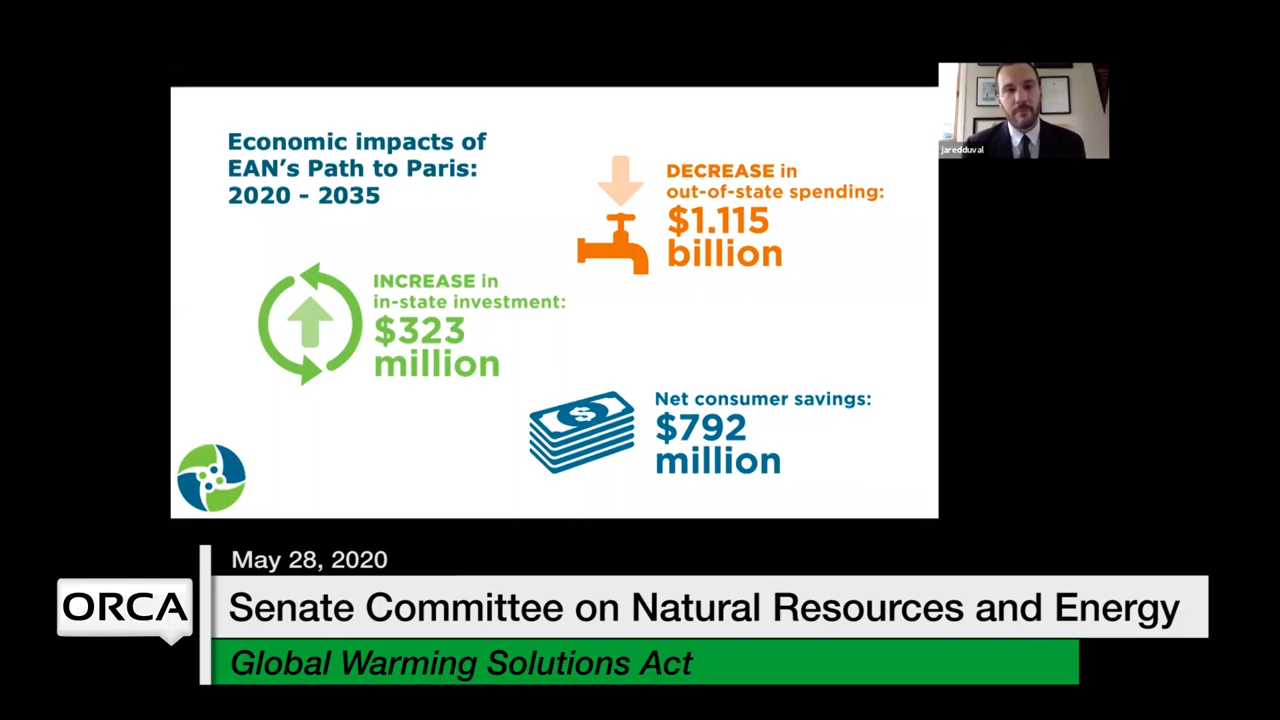 Economic impacts of
EAN's Path to Paris:
2020 - 2035
DECREASE in
out-of-state spending:
$1.115
billion
INCREASE in
in-state investment:
$323
million
Net consumer savings:
$792
million
jaredduval
May 28, 2020
ORCA
Senate Committee on Natural Resources and Energy
Global Warming Solutions Act